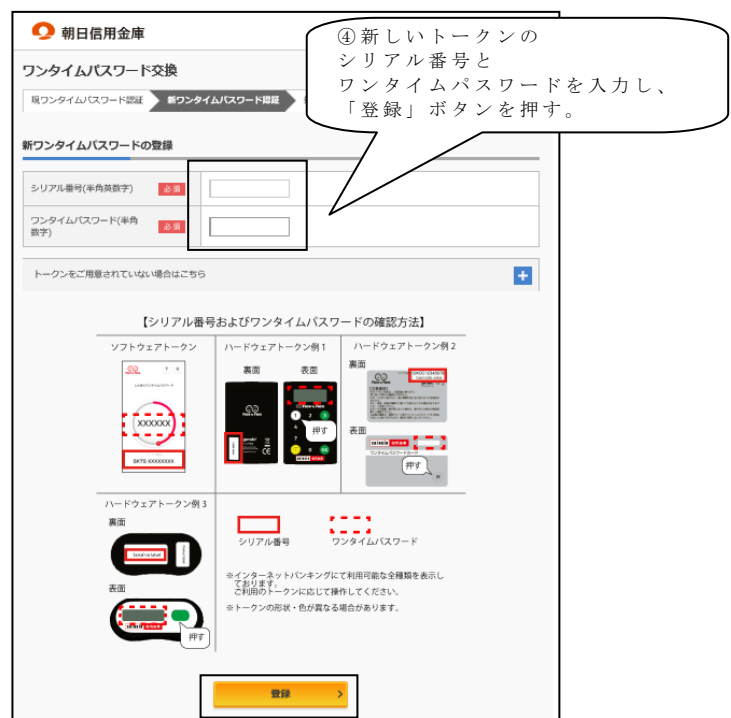 朝日信用金庫
④新しいトークンの
シリアル番号と
ワンタイムパスワードを入力し、
「登録」ボタンを押す。
ワンタイムパスワード交換
現ワンタイムパスワード認証
新ワンタイムパスワード認証
新ワンタイムパスワードの登録
シリアル番号(半角英数字)
必須
ワンタイムパスワード(半角
数字)
必須
トークンをご用意されていない場合はこちら
【シリアル番号およびワンタイムパスワードの確認方法】
ソフトウェアトークン
ハードウェアトークン例1
ハードウェアトークン例2
裏面
表面
裏面
XXXXXX
SKTS XXXXXXXX
押す
表面
ワンタイムパスワードカード
押す
ハードウェアトークン例3
裏面
表面
押す
シリアル番号
ワンタイムパスワード
※インターネットバンキングにて利用可能な全種類を表示し
ております。
ご利用のトークンに応じて操作してください。
※トークンの形状・色が異なる場合があります。
登録